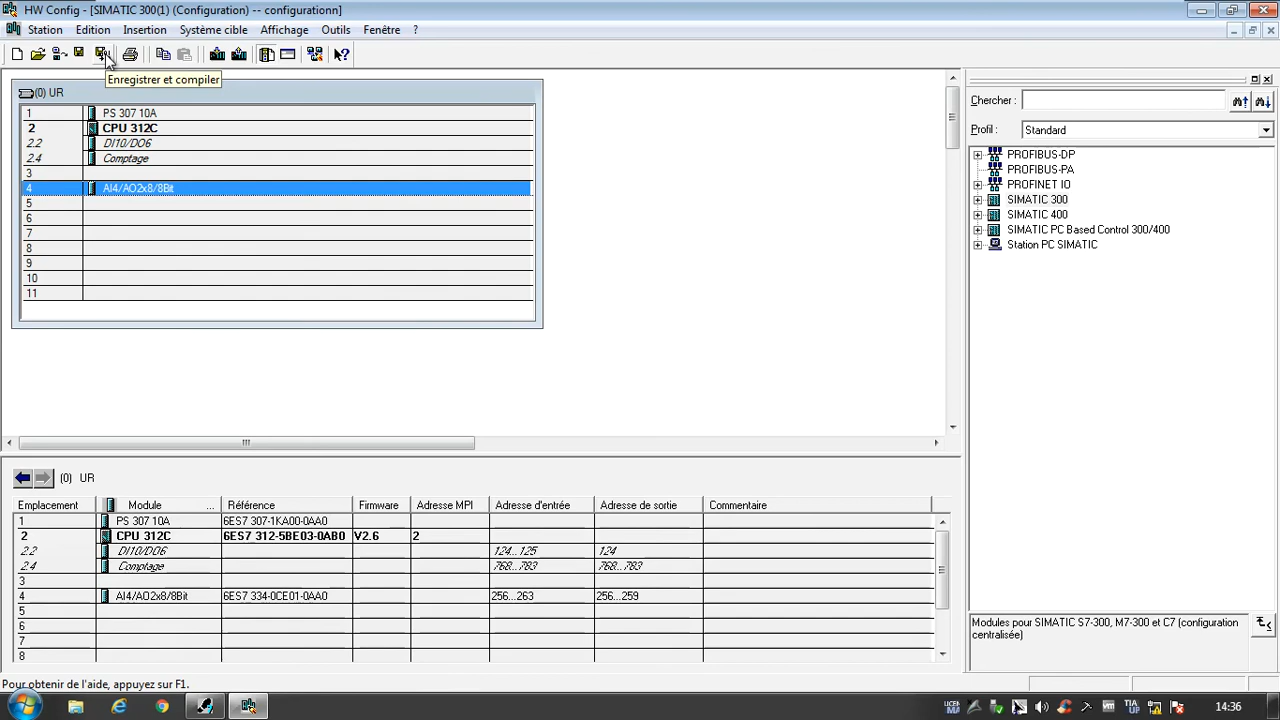 HW Config - [SIMATIC 300(1) (Configuration) -- configurationn]
Station Edition Insertion Système cible Affichage Outils Fenêtre ?
Enregistrer et compiler
(0) UR
1 PS 307 10A
2 CPU 312C
2.2 DI10/DO6
2.4 Comptage
3
4 AI4/AO2x8/8Bit
5
6
7
8
9
10
11
Chercher :
Profil : Standard
PROFIBUS-DP
PROFIBUS-PA
PROFINET IO
SIMATIC 300
SIMATIC 400
SIMATIC PC Based Control 300/400
Station PC SIMATIC
(0) UR
Emplacement Module ... Référence Firmware Adresse MPI Adresse d'entrée Adresse de sortie Commentaire
1 PS 307 10A 6ES7 307-1KA00-0AA0
2 CPU 312C 6ES7 312-5BE03-0AB0 V2.6 2
2.2 DI10/DO6 124...125 124
2.4 Comptage 768...783 768...783
3
4 AI4/AO2x8/8Bit 6ES7 334-0CE01-0AA0 256...263 256...259
5
6
7
8
Modules pour SIMATIC S7-300, M7-300 et C7 (configuration
centralisée)
Pour obtenir de l'aide, appuyez sur F1.
TIA
UP
14:36